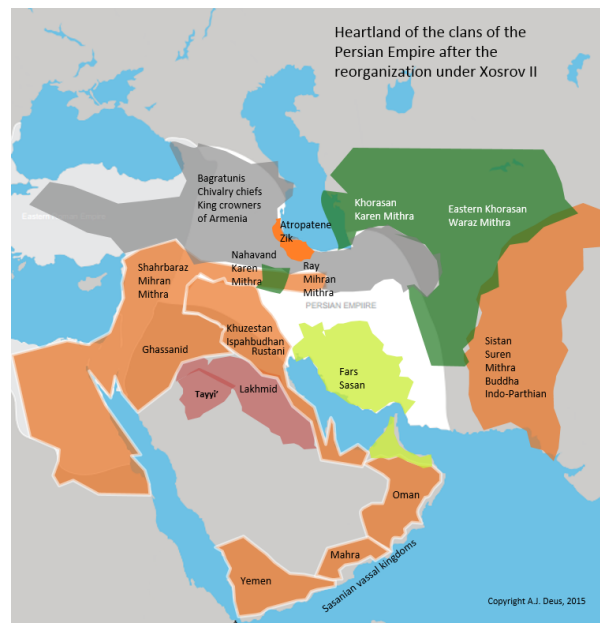 Heartland of the clans of the
Persian Empire after the
reorganization under Xosrov II
Bagratunis
Chivalry chiefs
King crowners
of Armenia
Khorasan
Karen Mithra
Eastern Khorasan
Waraz Mithra
Atropatene
Zik
Nahavand
Karen
Mithra
Ray
Mihran
Mithra
Shahrbaraz
Mihran
Mithra
PERSIAN EMPTIRE
Khuzestan
Ispahbudhan
Rustani
Ghassanid
Sistan
Suren
Mithra
Buddha
Indo-Parthian
Fars
Sasan
Tayyi'
Lakhmid
Oman
Mahra
Yemen
Sasanian vassal kingdoms
Copyright A.J. Deus, 2015